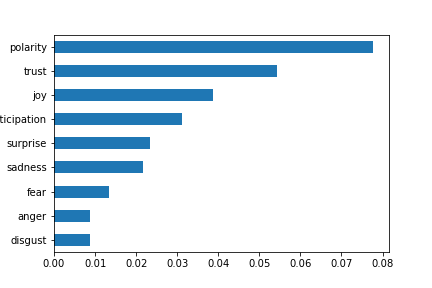 polarity
trust
joy
ticipation
surprise
sadness
fear
anger
disgust
0.00 0.01 0.02 0.03 0.04 0.05 0.06 0.07 0.08